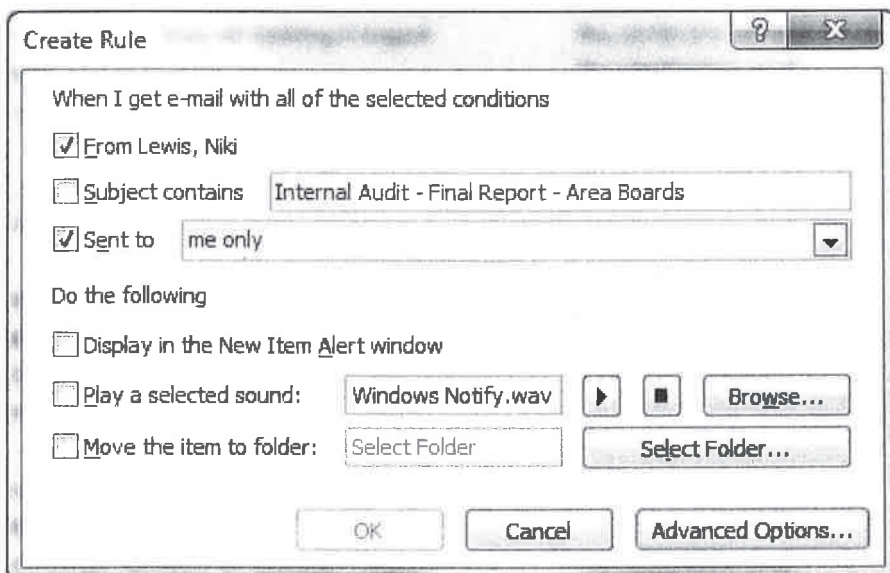 Create Rule
?
X
When I get e-mail with all of the selected conditions
From Lewis, Niki
Subject contains Internal Audit - Final Report - Area Boards
Sent to me only
Do the following
Display in the New Item Alert window
Play a selected sound: Windows Notify.wav Browse...
Move the item to folder: Select Folder Select Folder...
OK Cancel Advanced Options...